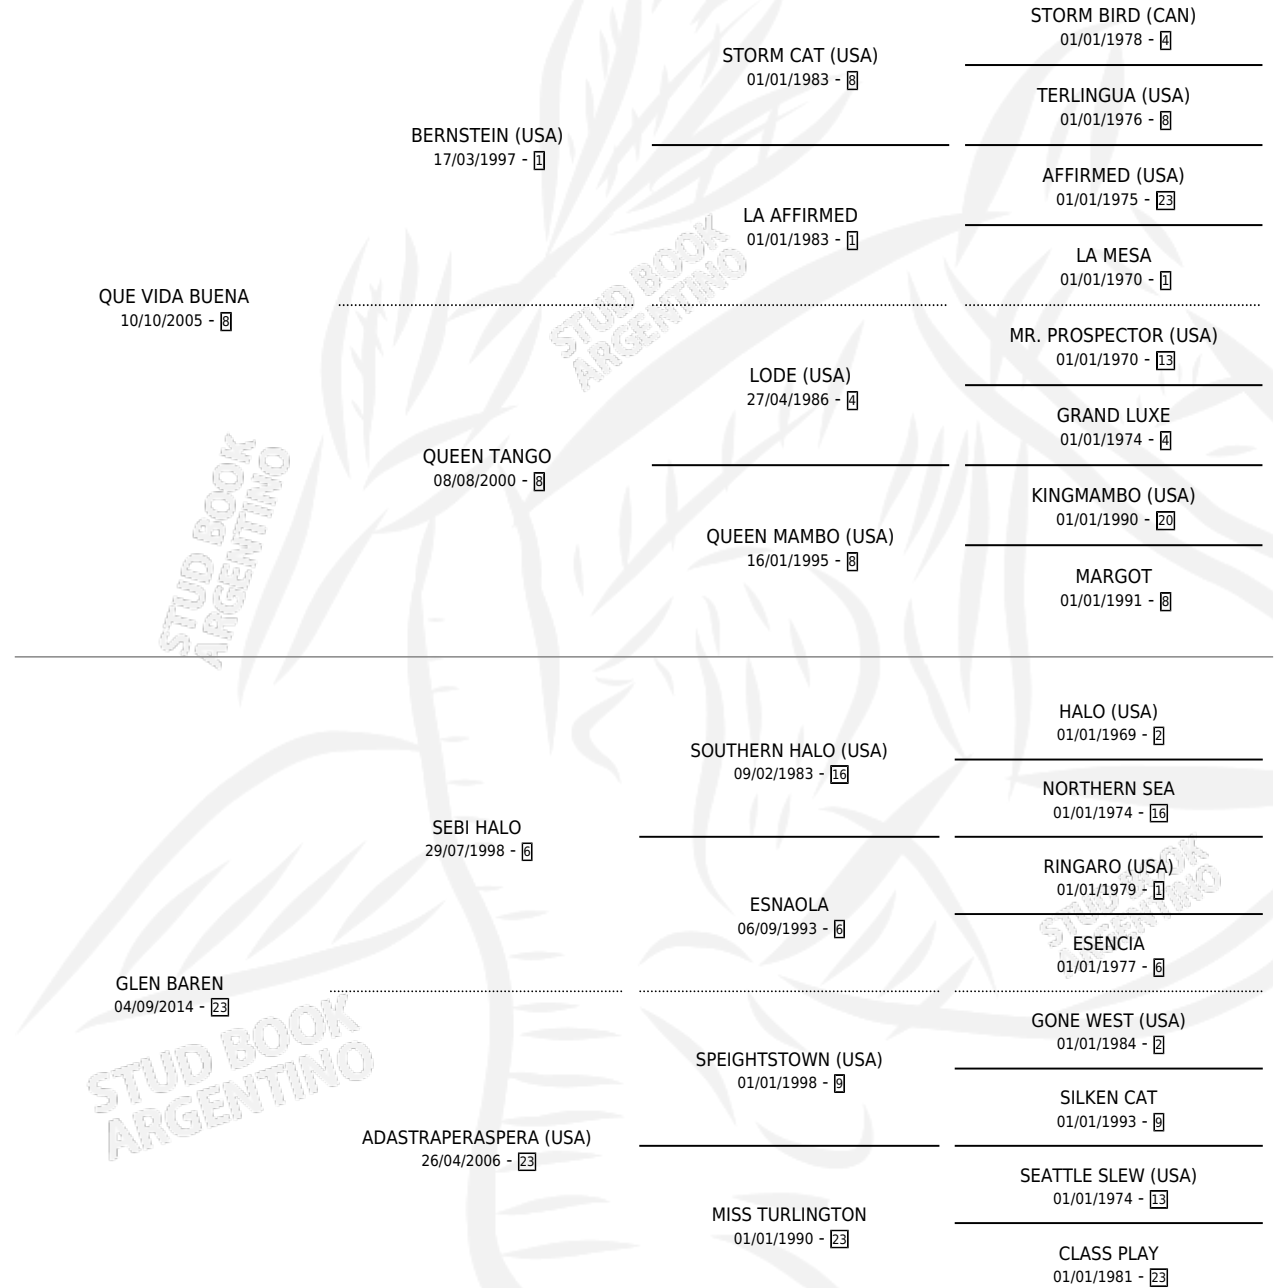 STORM BIRD (CAN)
01/01/1978 - 4
STORM CAT (USA)
01/01/1983 - 8
TERLINGUA (USA)
01/01/1976 - 8
BERNSTEIN (USA)
17/03/1997 - 1
AFFIRMED (USA)
01/01/1975 - 23
LA AFFIRMED
01/01/1983 - 1
LA MESA
01/01/1970 - 1
QUE VIDA BUENA
10/10/2005 - 8
STUD BOOK
ARGENTINO
MR. PROSPECTOR (USA)
01/01/1970 - 13
LODE (USA)
27/04/1986 - 4
GRAND LUXE
01/01/1974 - 4
QUEEN TANGO
08/08/2000 - 8
KINGMAMBO (USA)
01/01/1990 - 20
QUEEN MAMBO (USA)
16/01/1995 - 8
MARGOT
01/01/1991 - 8
STUD BOOK
ARGENTINO
HALO (USA)
01/01/1969 - 2
SOUTHERN HALO (USA)
09/02/1983 - 16
NORTHERN SEA
01/01/1974 - 16
SEBI HALO
29/07/1998 - 6
RINGARO (USA)
01/01/1979 - 1
ESNAOLA
06/09/1993 - 6
ESENCIA
01/01/1977 - 6
STUD BOOK
ARGENTINO
GLEN BAREN
04/09/2014 - 23
GONE WEST (USA)
01/01/1984 - 2
SPEIGHTSTOWN (USA)
01/01/1998 - 9
SILKEN CAT
01/01/1993 - 9
STUD BOOK
ARGENTINO
ADASTRAPERASPERA (USA)
26/04/2006 - 23
SEATTLE SLEW (USA)
01/01/1974 - 13
MISS TURLINGTON
01/01/1990 - 23
CLASS PLAY
01/01/1981 - 23